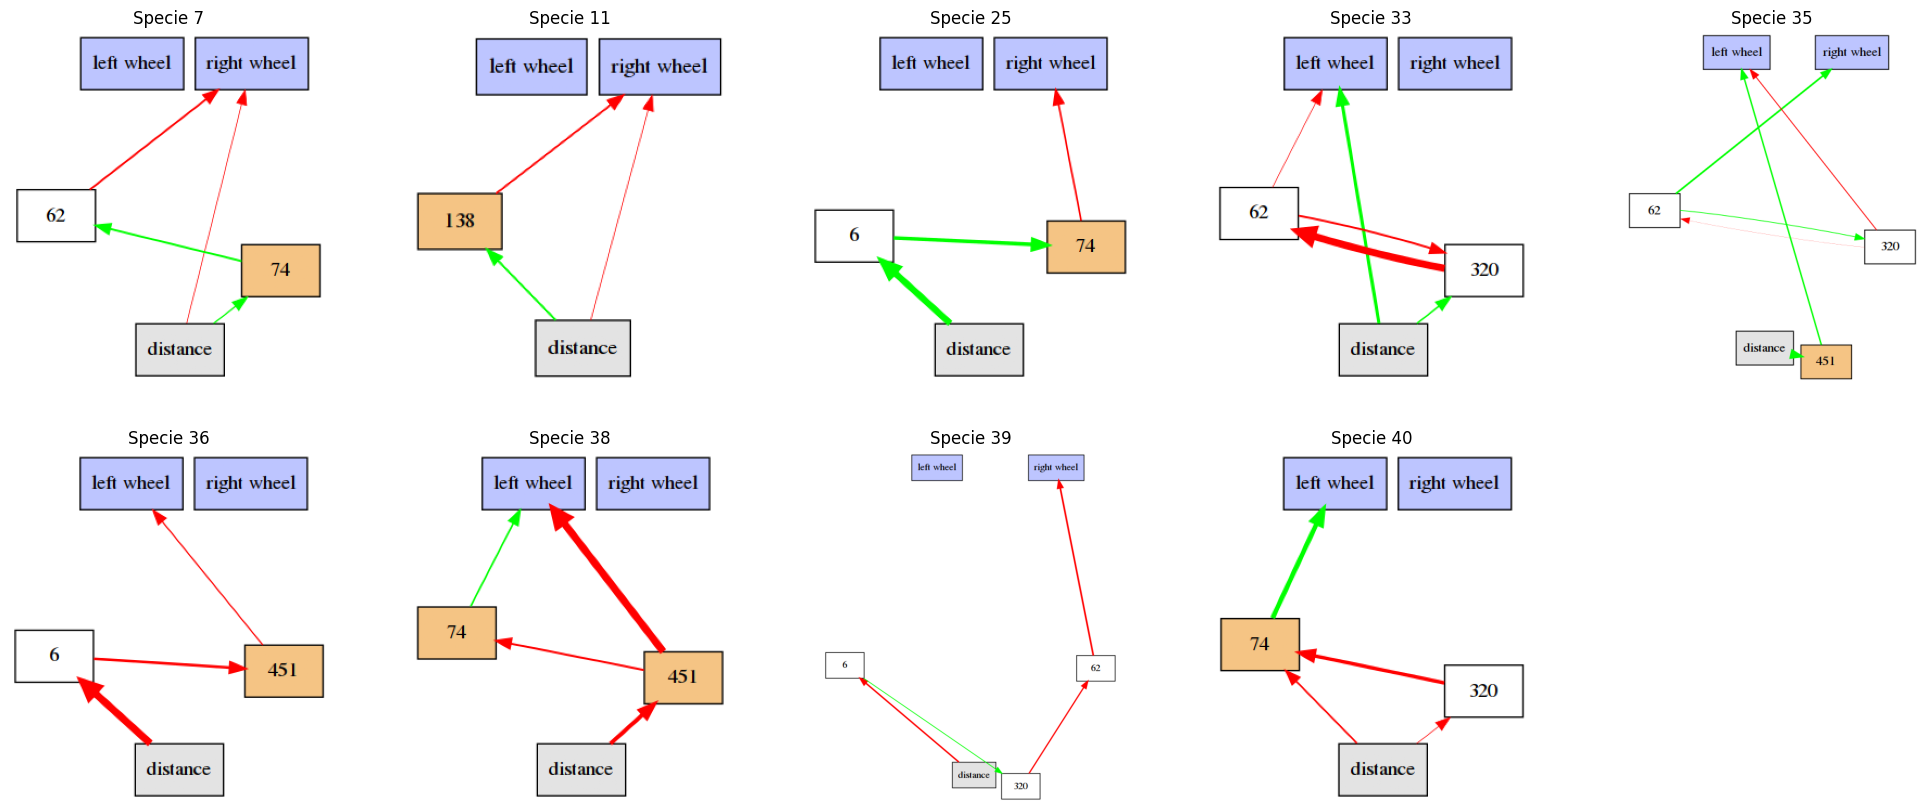 Specie 7
left wheel
right wheel
62
74
distance
Specie 11
left wheel
right wheel
138
distance
Specie 25
left wheel
right wheel
6
74
distance
Specie 33
left wheel
right wheel
62
320
distance
Specie 35
left wheel
right wheel
62
320
distance
451
Specie 36
left wheel
right wheel
6
451
distance
Specie 38
left wheel
right wheel
74
451
distance
Specie 39
left wheel
right wheel
6
62
distance
320
Specie 40
left wheel
right wheel
74
320
distance